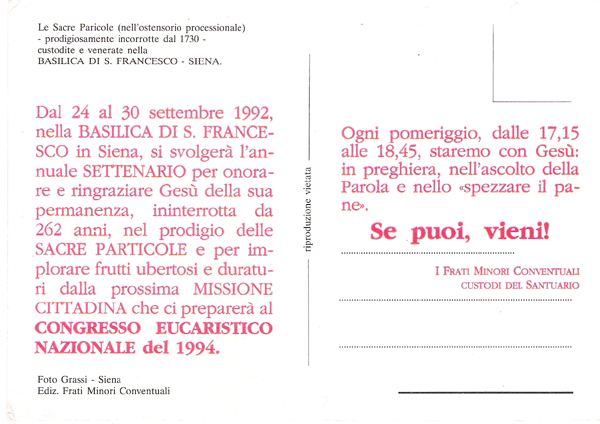 Le Sacre Paricole (nell'ostensorio processionale)
- prodigiosamente incorrotte dal 1730 -
custodite e venerate nella
BASILICA DI S. FRANCESCO - SIENA.
Dal 24 al 30 settembre 1992,
nella BASILICA DI S. FRANCE-
SCO in Siena, si svolgerà l'an-
nuale SETTENARIO per onora-
re e ringraziare Gesù della sua
permanenza, ininterrotta da
262 anni, nel prodigio delle
SACRE PARTICOLE e per im-
plorare frutti ubertosi e duratu-
ri dalla prossima MISSIONE
CITTADINA che ci preparerà al
CONGRESSO EUCARISTICO
NAZIONALE del 1994.
Foto Grassi - Siena
Ediz. Frati Minori Conventuali
riproduzione vietata
Ogni pomeriggio, dalle 17,15
alle 18,45, staremo con Gesù:
in preghiera, nell'ascolto della
Parola e nello «spezzare il pa-
ne».
Se puoi, vieni!
I FRATI MINORI CONVENTUALI
CUSTODI DEL SANTUARIO